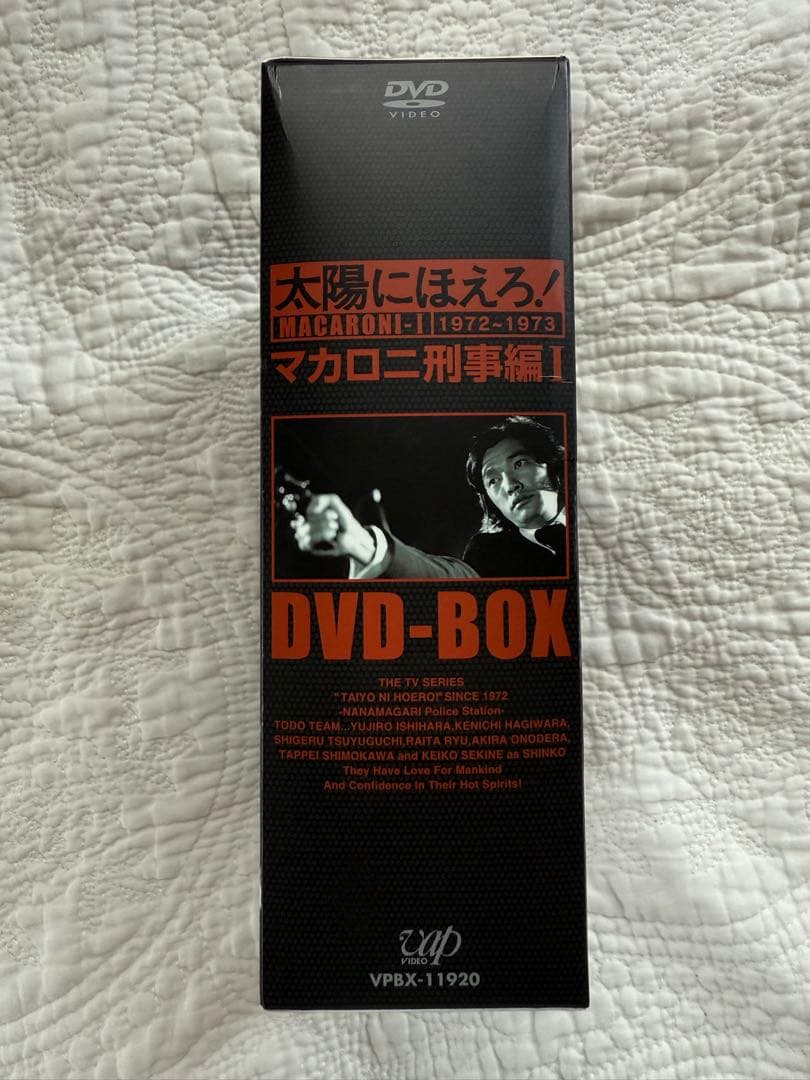 DVD
VIDEO
太陽にほえろ!
MACARONI-I 1972~1973
マカロニ刑事編I
DVD-BOX
THE TV SERIES
"TAIYO NI HOERO!" SINCE 1972
-NANAMAGARI Police Station-
TODO TEAM...YUJIRO ISHIHARA,KENICHI HAGIWARA,
SHIGERU TSUYUGUCHI,RAITA RYU,AKIRA ONODERA,
TAPPEI SHIMOKAWA and KEIKO SEKINE as SHINKO
They Have Love For Mankind
And Confidence In Their Hot Spirits!
vap
VIDEO
VPBX-11920